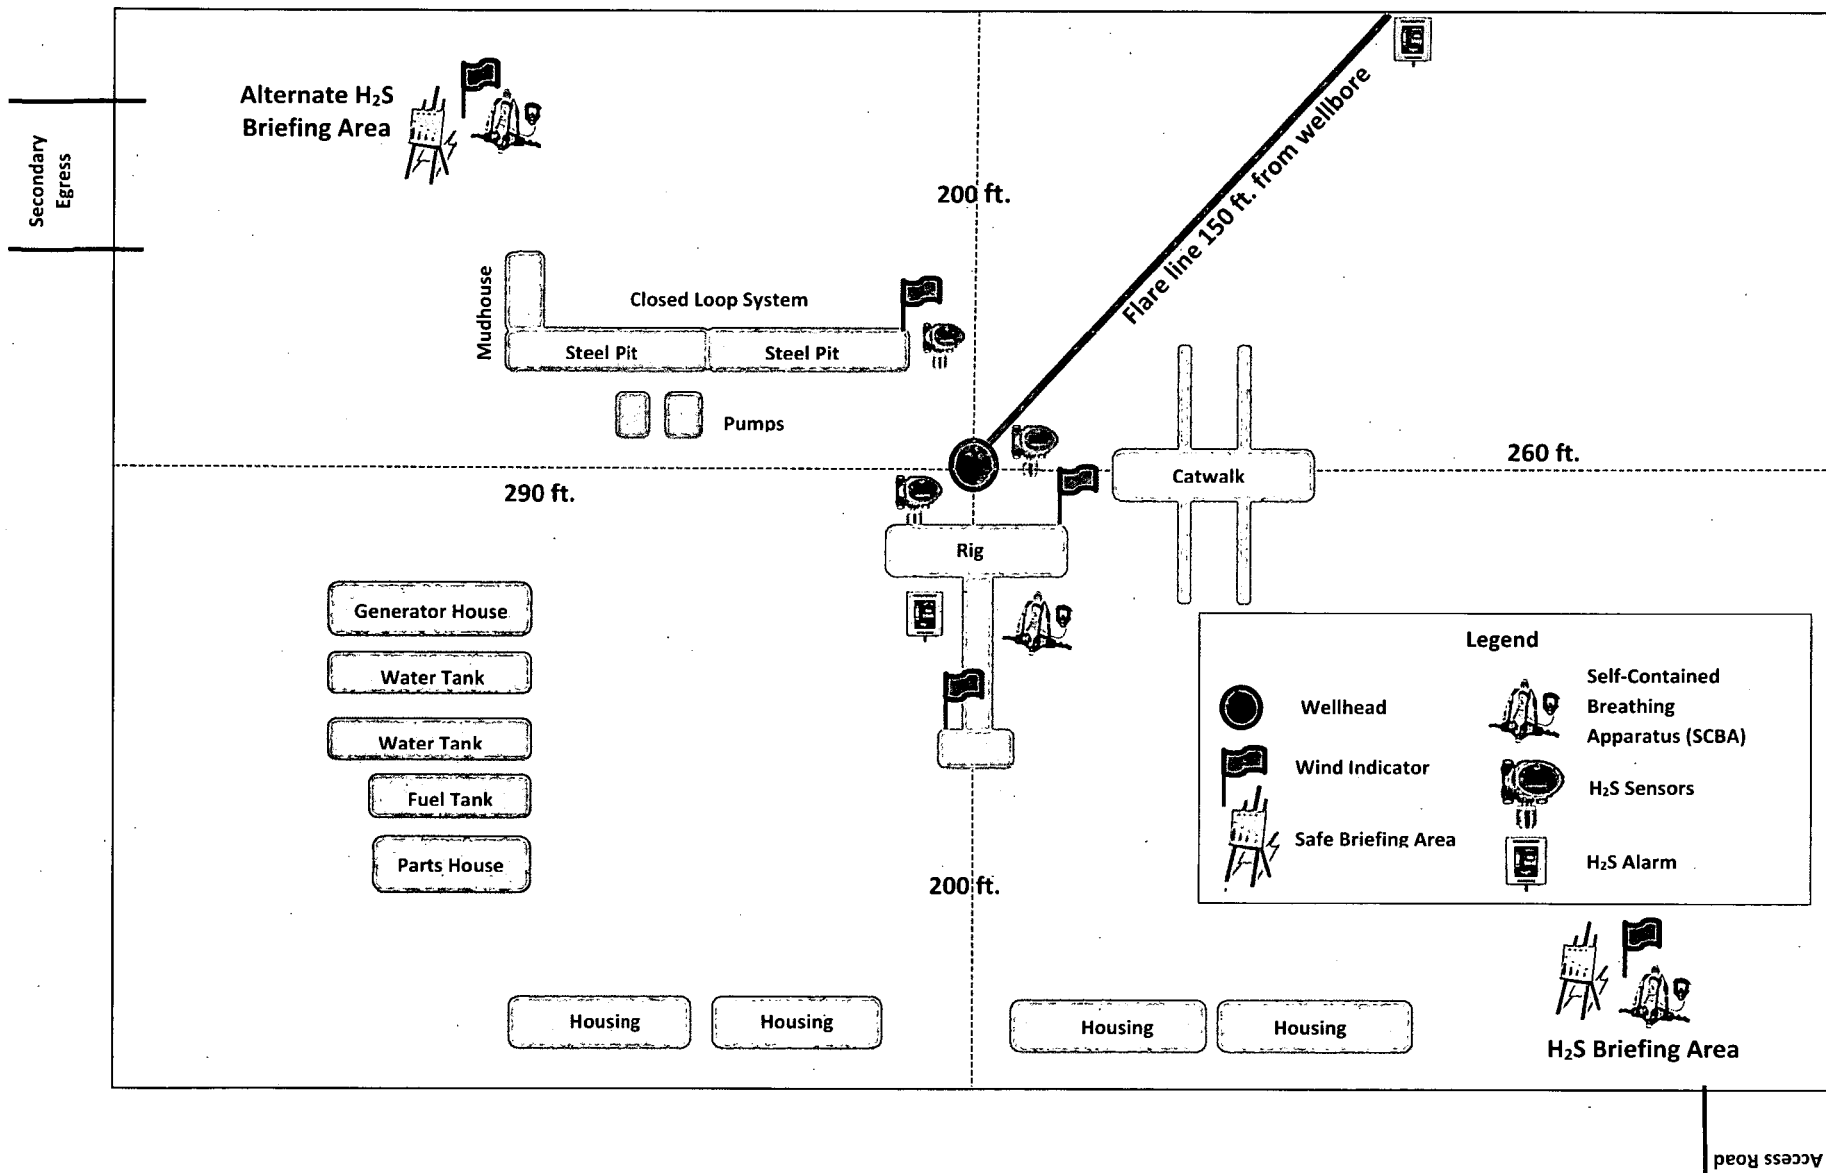 Alternate H₂S
Briefing Area
Secondary
Egress
200 ft.
Flare line 150 ft. from wellbore
Mudhouse
Closed Loop System
Steel Pit
Steel Pit
Pumps
290 ft.
260 ft.
Catwalk
Rig
Generator House
Water Tank
Water Tank
Fuel Tank
Parts House
200 ft.
Legend
Wellhead
Wind Indicator
Safe Briefing Area
Self-Contained
Breathing
Apparatus (SCBA)
H₂S Sensors
H₂S Alarm
Housing
Housing
Housing
Housing
H₂S Briefing Area
Access Road